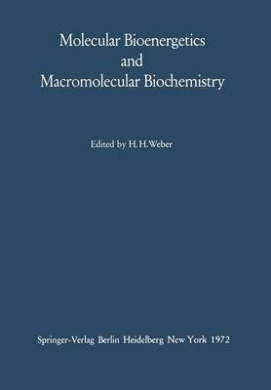 Molecular Bioenergetics
and
Macromolecular Biochemistry
Edited by H. H. Weber
Springer-Verlag Berlin Heidelberg New York 1972